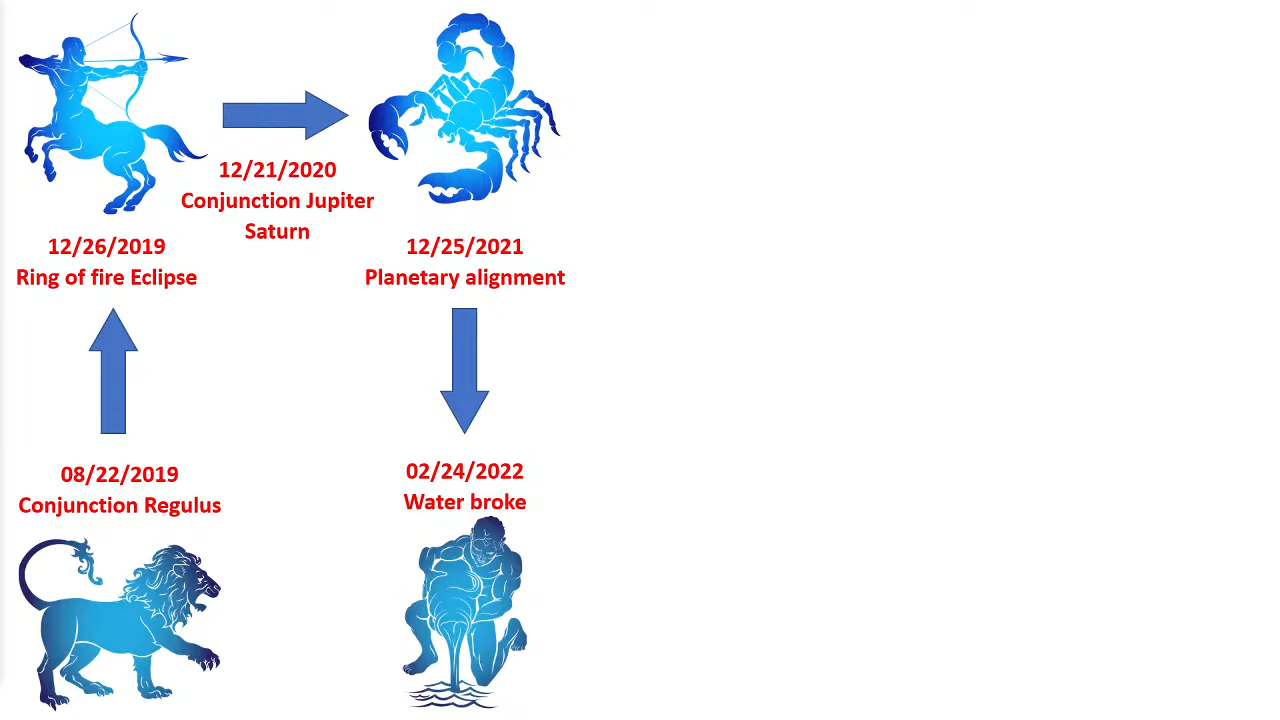 12/21/2020
Conjunction Jupiter
Saturn
12/26/2019
Ring of fire Eclipse
12/25/2021
Planetary alignment
08/22/2019
Conjunction Regulus
02/24/2022
Water broke